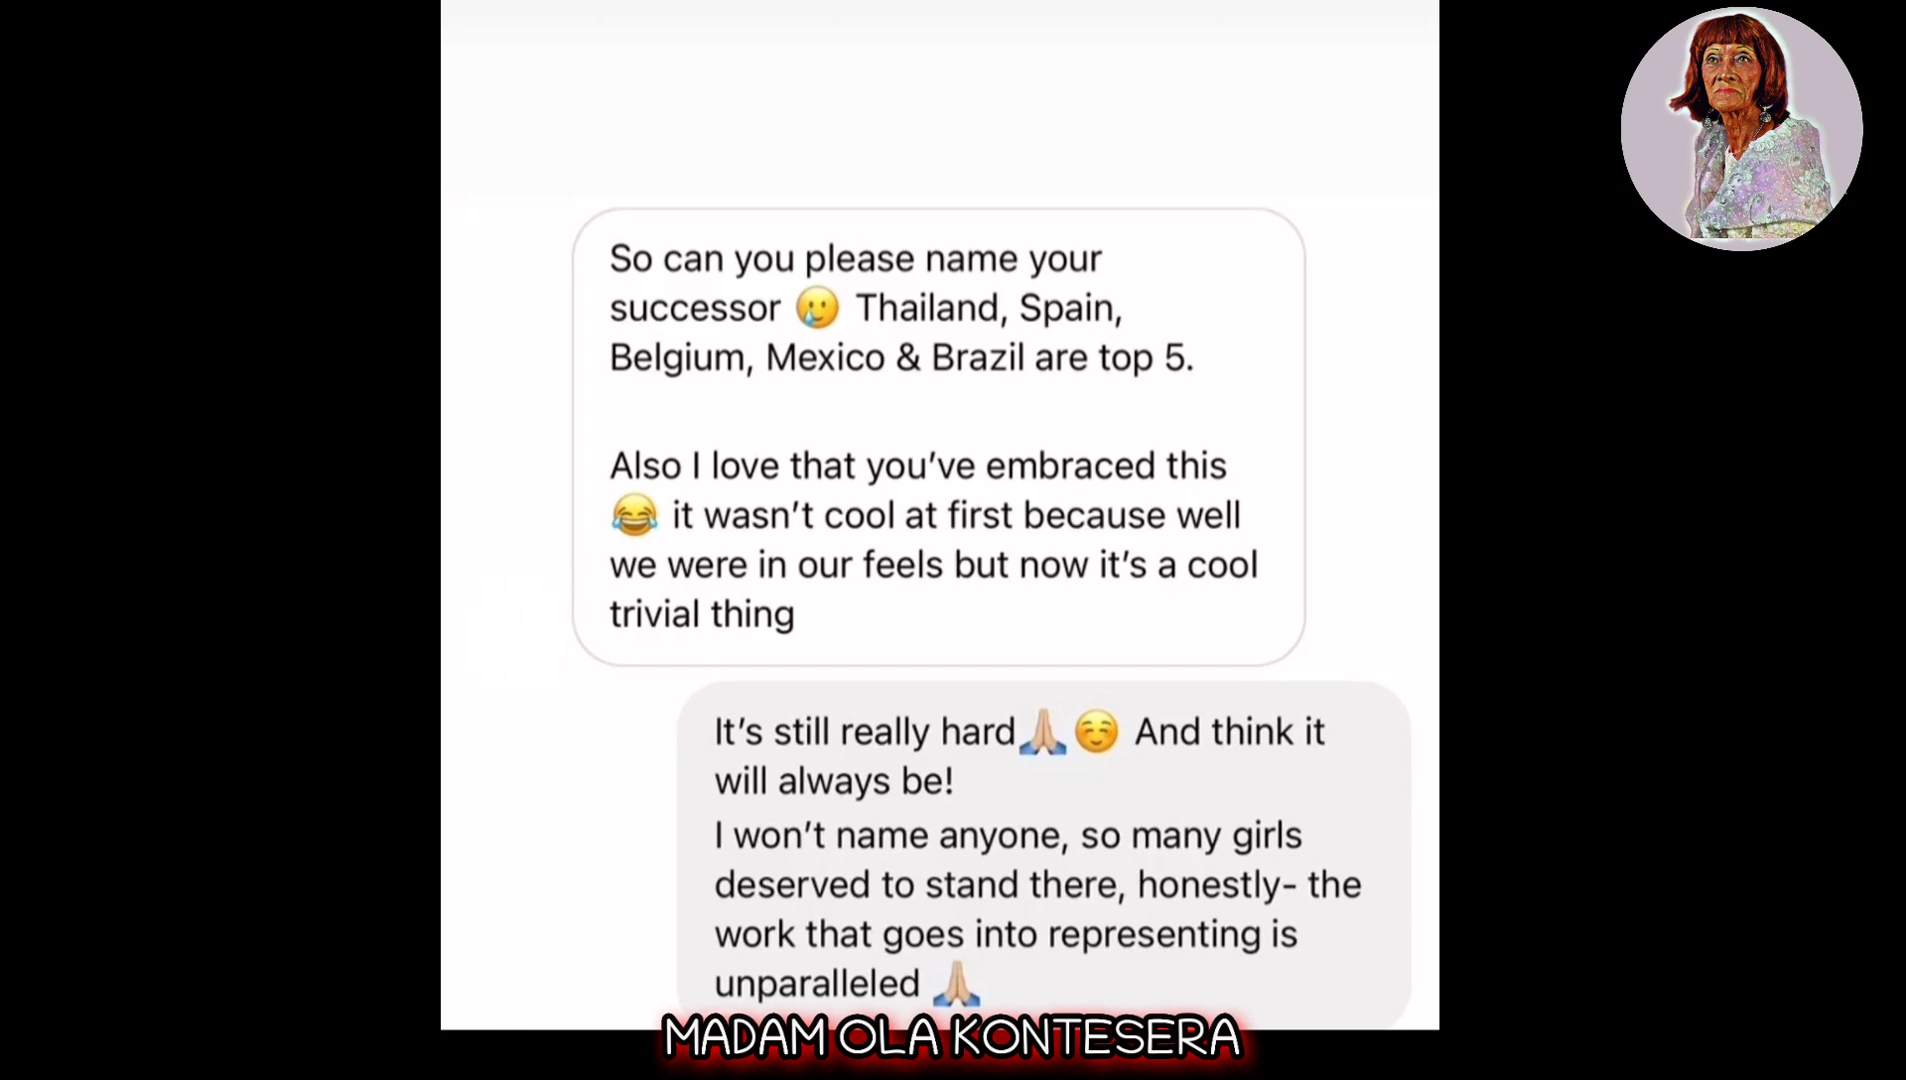 So can you please name your
successor 🥲 Thailand, Spain,
Belgium, Mexico & Brazil are top 5.
Also I love that you’ve embraced this
😂 it wasn’t cool at first because well
we were in our feels but now it’s a cool
trivial thing
It’s still really hard🙏🏼☺️ And think it
will always be!
I won’t name anyone, so many girls
deserved to stand there, honestly- the
work that goes into representing is
unparalleled 🙏🏼
MADAM OLA KONTESERA